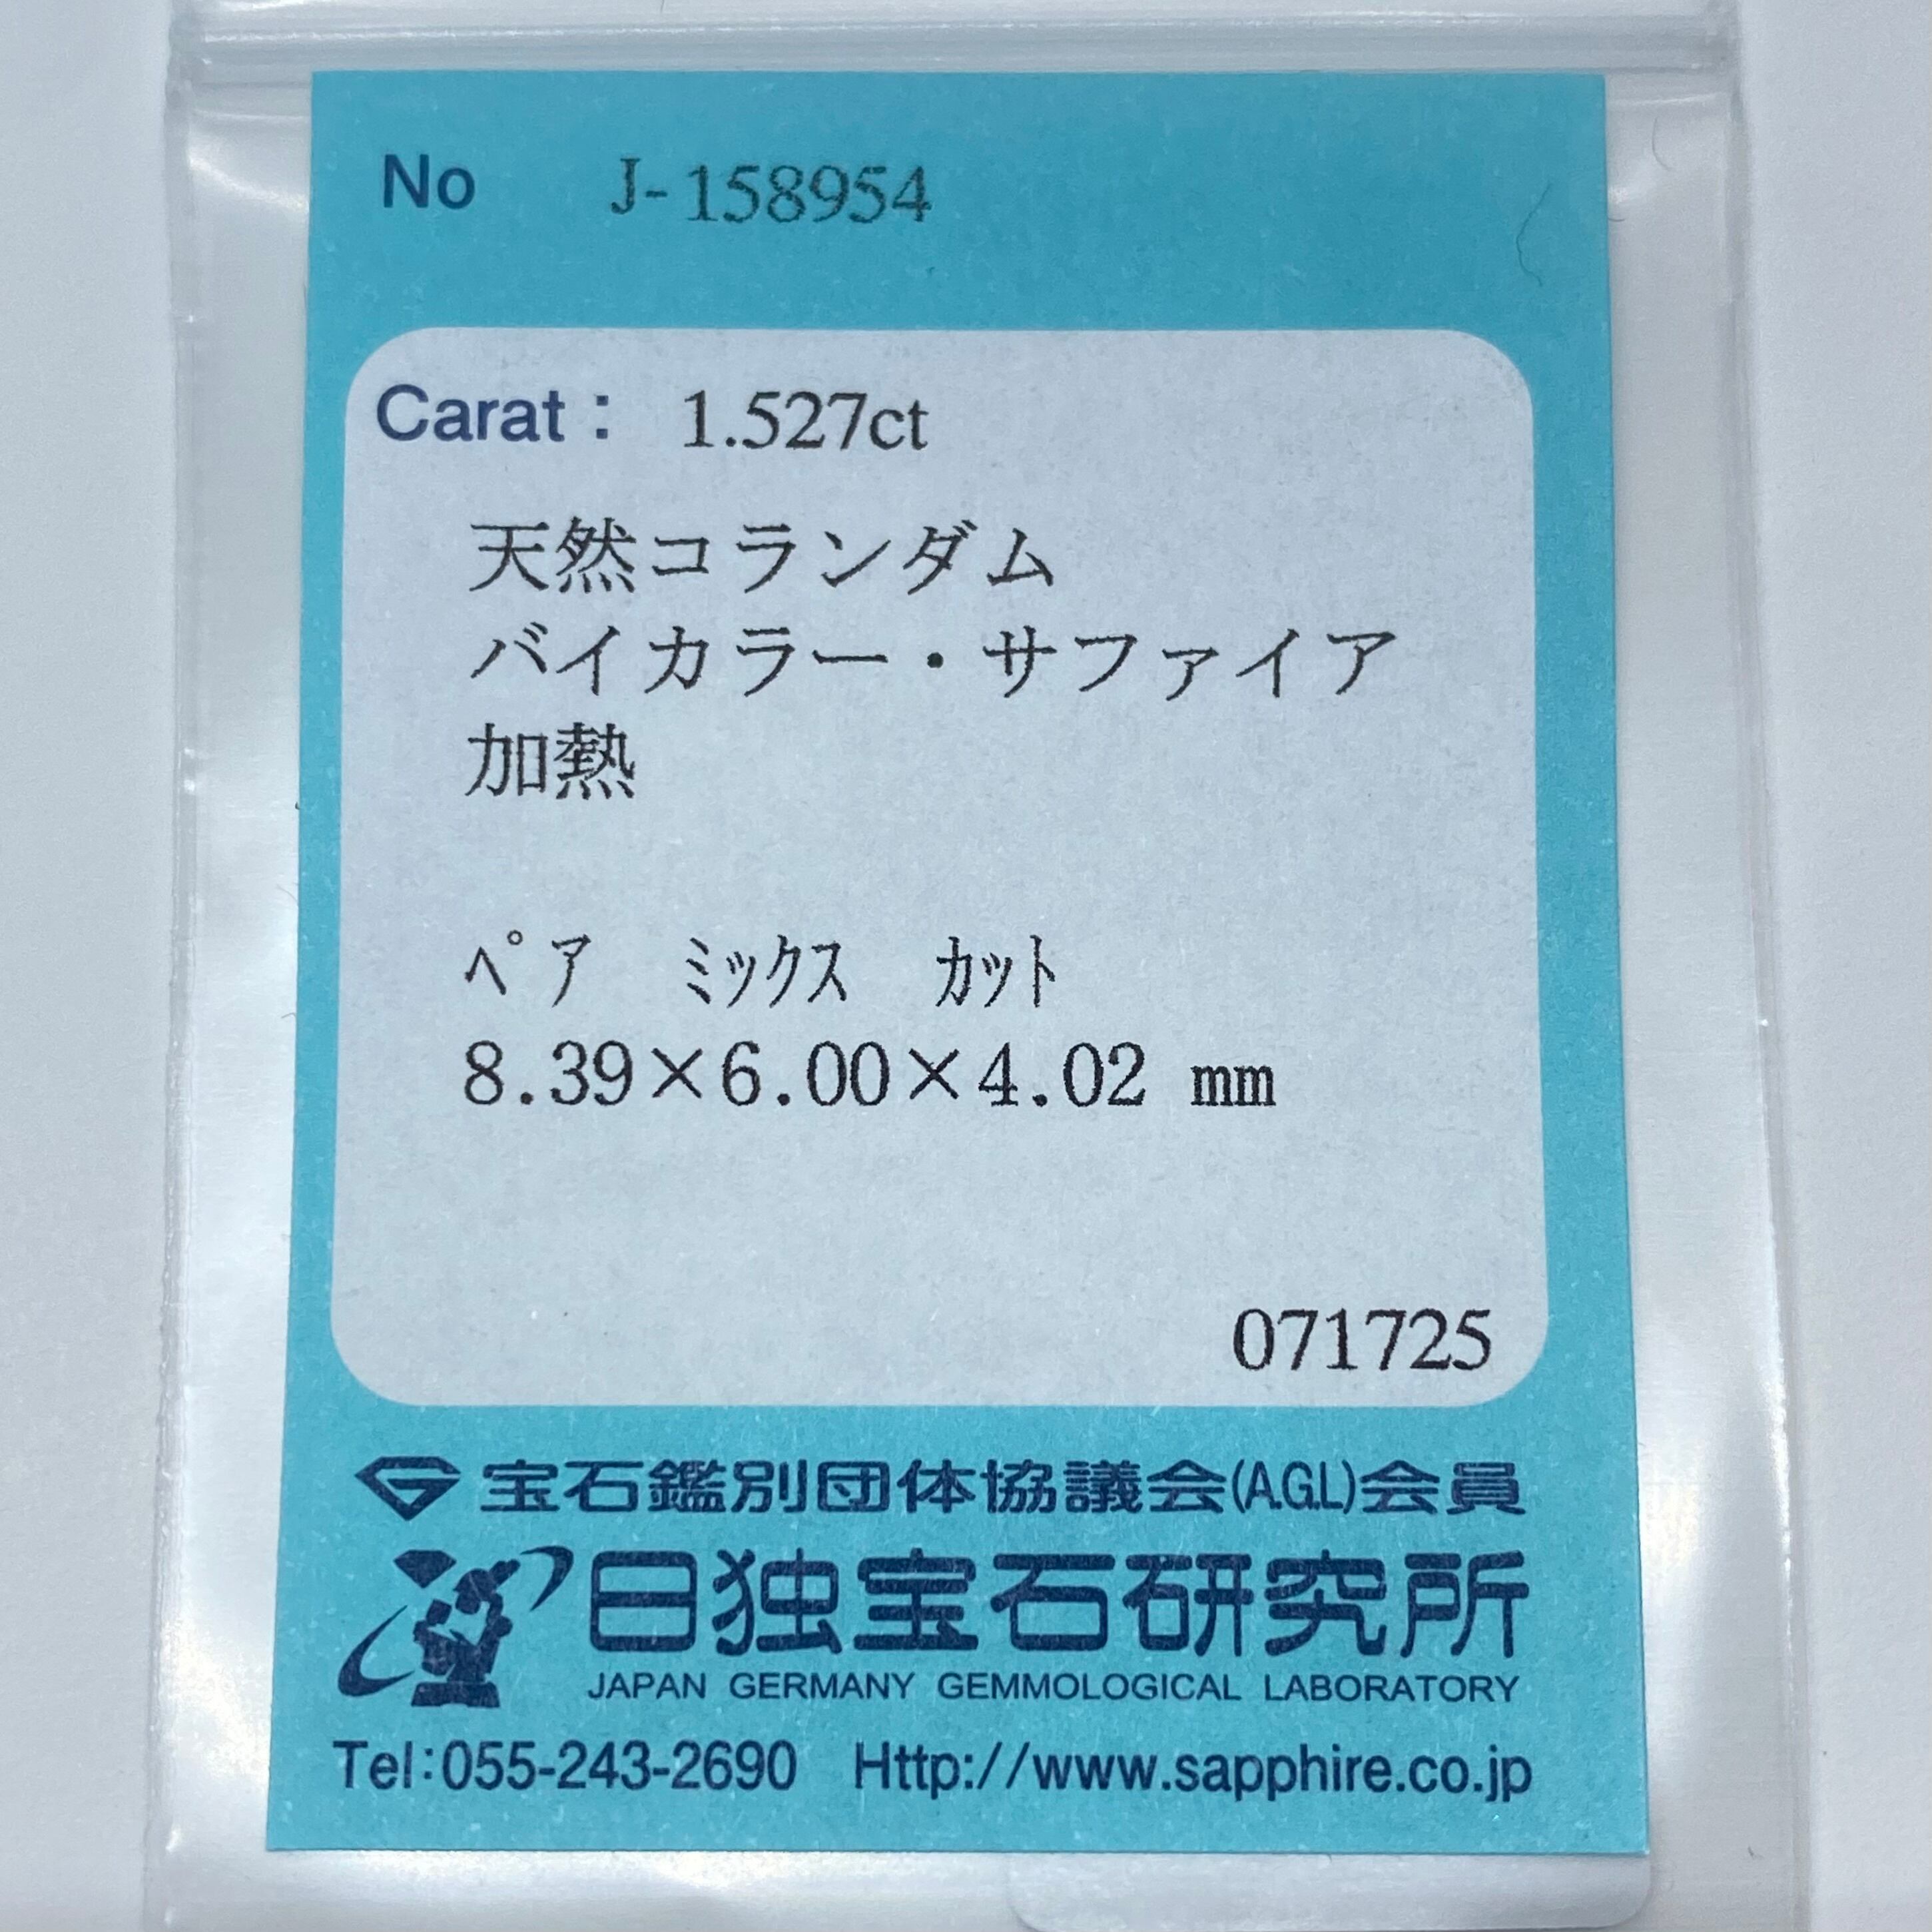 No J-158954
Carat： 1.527ct
天然コランダム
バイカラー・サファイア
加熱
ﾍﾟｱ ﾐｯｸｽ ｶｯﾄ
8.39×6.00×4.02 mm
071725
宝石鑑別団体協議会(A.G.L)会員
日独宝石研究所
JAPAN GERMANY GEMMOLOGICAL LABORATORY
Tel:055-243-2690 Http://www.sapphire.co.jp